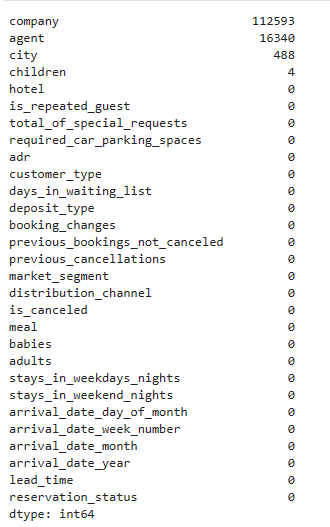 company 112593
agent 16340
city 488
children 4
hotel 0
is_repeated_guest 0
total_of_special_requests 0
required_car_parking_spaces 0
adr 0
customer_type 0
days_in_waiting_list 0
deposit_type 0
booking_changes 0
previous_bookings_not_canceled 0
previous_cancellations 0
market_segment 0
distribution_channel 0
is_canceled 0
meal 0
babies 0
adults 0
stays_in_weekdays_nights 0
stays_in_weekend_nights 0
arrival_date_day_of_month 0
arrival_date_week_number 0
arrival_date_month 0
arrival_date_year 0
lead_time 0
reservation_status 0
dtype: int64